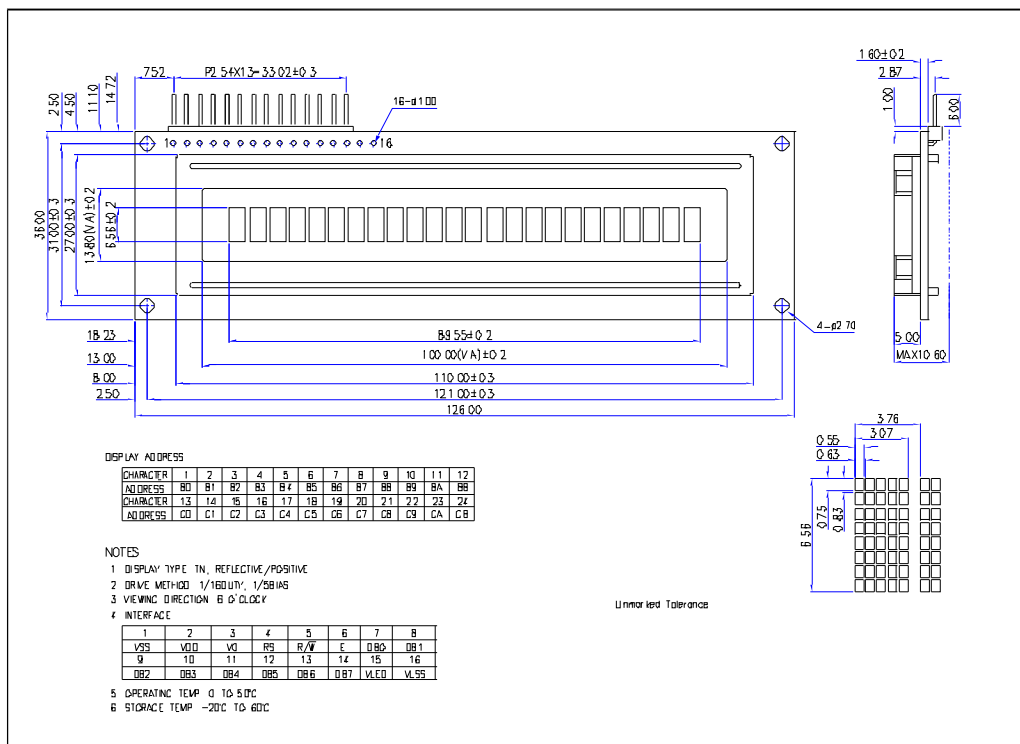 7.52 P2.54X13=33.02±0.3
2.50 4.50 11.10 14.72
16-ø1.00
1 16
36.00
31.00±0.3
27.00±0.3
13.80(VA)±0.2
6.56±0.2
4-ø2.70
18.23 89.55±0.2
13.00 100.00(VA)±0.2
8.00 110.00±0.3
2.50 121.00±0.3
126.00
1.60±0.2
2.87
1.00
6.00
5.00
MAX10.60
3.76
0.55 3.07
0.63
6.56
0.75
0.83
DISPLAY ADDRESS
CHARACTER 1 2 3 4 5 6 7 8 9 10 11 12
ADDRESS 80 81 82 83 84 85 86 87 88 89 8A 8B
CHARACTER 13 14 15 16 17 18 19 20 21 22 23 24
ADDRESS C0 C1 C2 C3 C4 C5 C6 C7 C8 C9 CA CB
NOTES
1 DISPLAY TYPE TN, REFLECTIVE/POSITIVE
2 DRIVE METHOD 1/16DUTY, 1/5BIAS
3 VIEWING DIRECTION 6 O'CLOCK
4 INTERFACE
1 2 3 4 5 6 7 8
VSS VDD VO RS R/W̅ E DB0 DB1
9 10 11 12 13 14 15 16
DB2 DB3 DB4 DB5 DB6 DB7 VLED VLSS
5 OPERATING TEMP 0 TO 50°C
6 STORAGE TEMP -20°C TO 60°C
Unmarked Tolerance